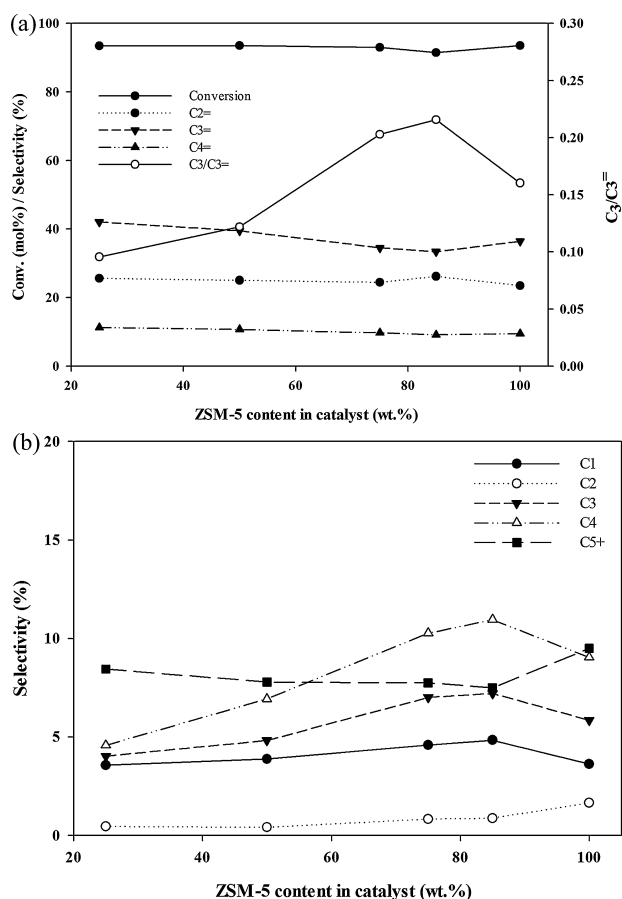 (a)
100
80
60
40
20
0
Conv. (mol%) / Selectivity (%)
Conversion
C2=
C3=
C4=
C3/C3=
0.30
0.25
0.20
0.15
0.10
0.05
0.00
C3/C3=
20 40 60 80 100
ZSM-5 content in catalyst (wt.%)
(b)
20
15
10
5
0
Selectivity (%)
C1
C2
C3
C4
C5+
20 40 60 80 100
ZSM-5 content in catalyst (wt.%)